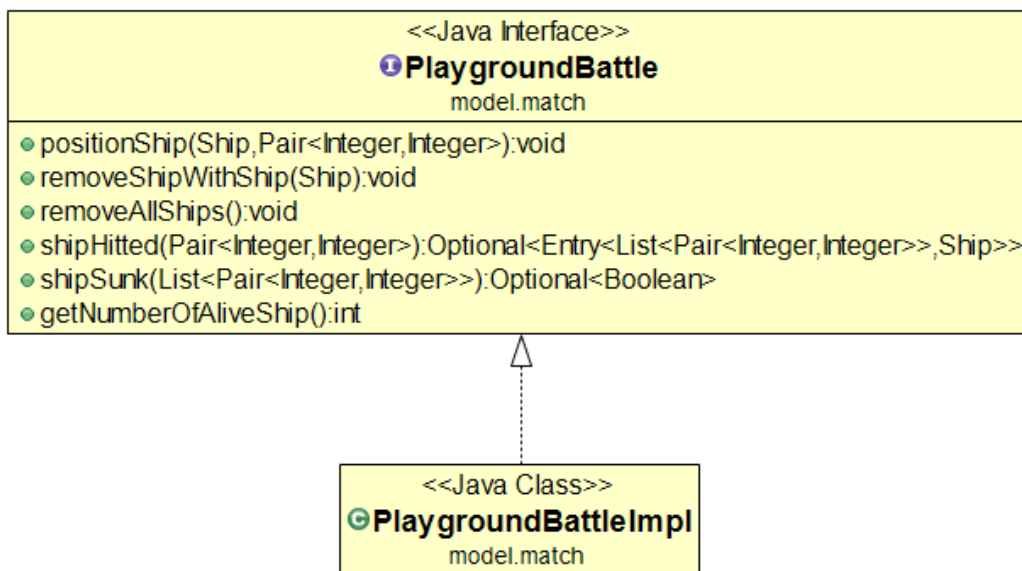 <<Java Interface>>
PlaygroundBattle
model.match
positionShip(Ship,Pair<Integer,Integer>):void
removeShipWithShip(Ship):void
removeAllShips():void
shipHitted(Pair<Integer,Integer>):Optional<Entry<List<Pair<Integer,Integer>>,Ship>>
shipSunk(List<Pair<Integer,Integer>>):Optional<Boolean>
getNumberOfAliveShip():int
<<Java Class>>
PlaygroundBattleImpl
model.match